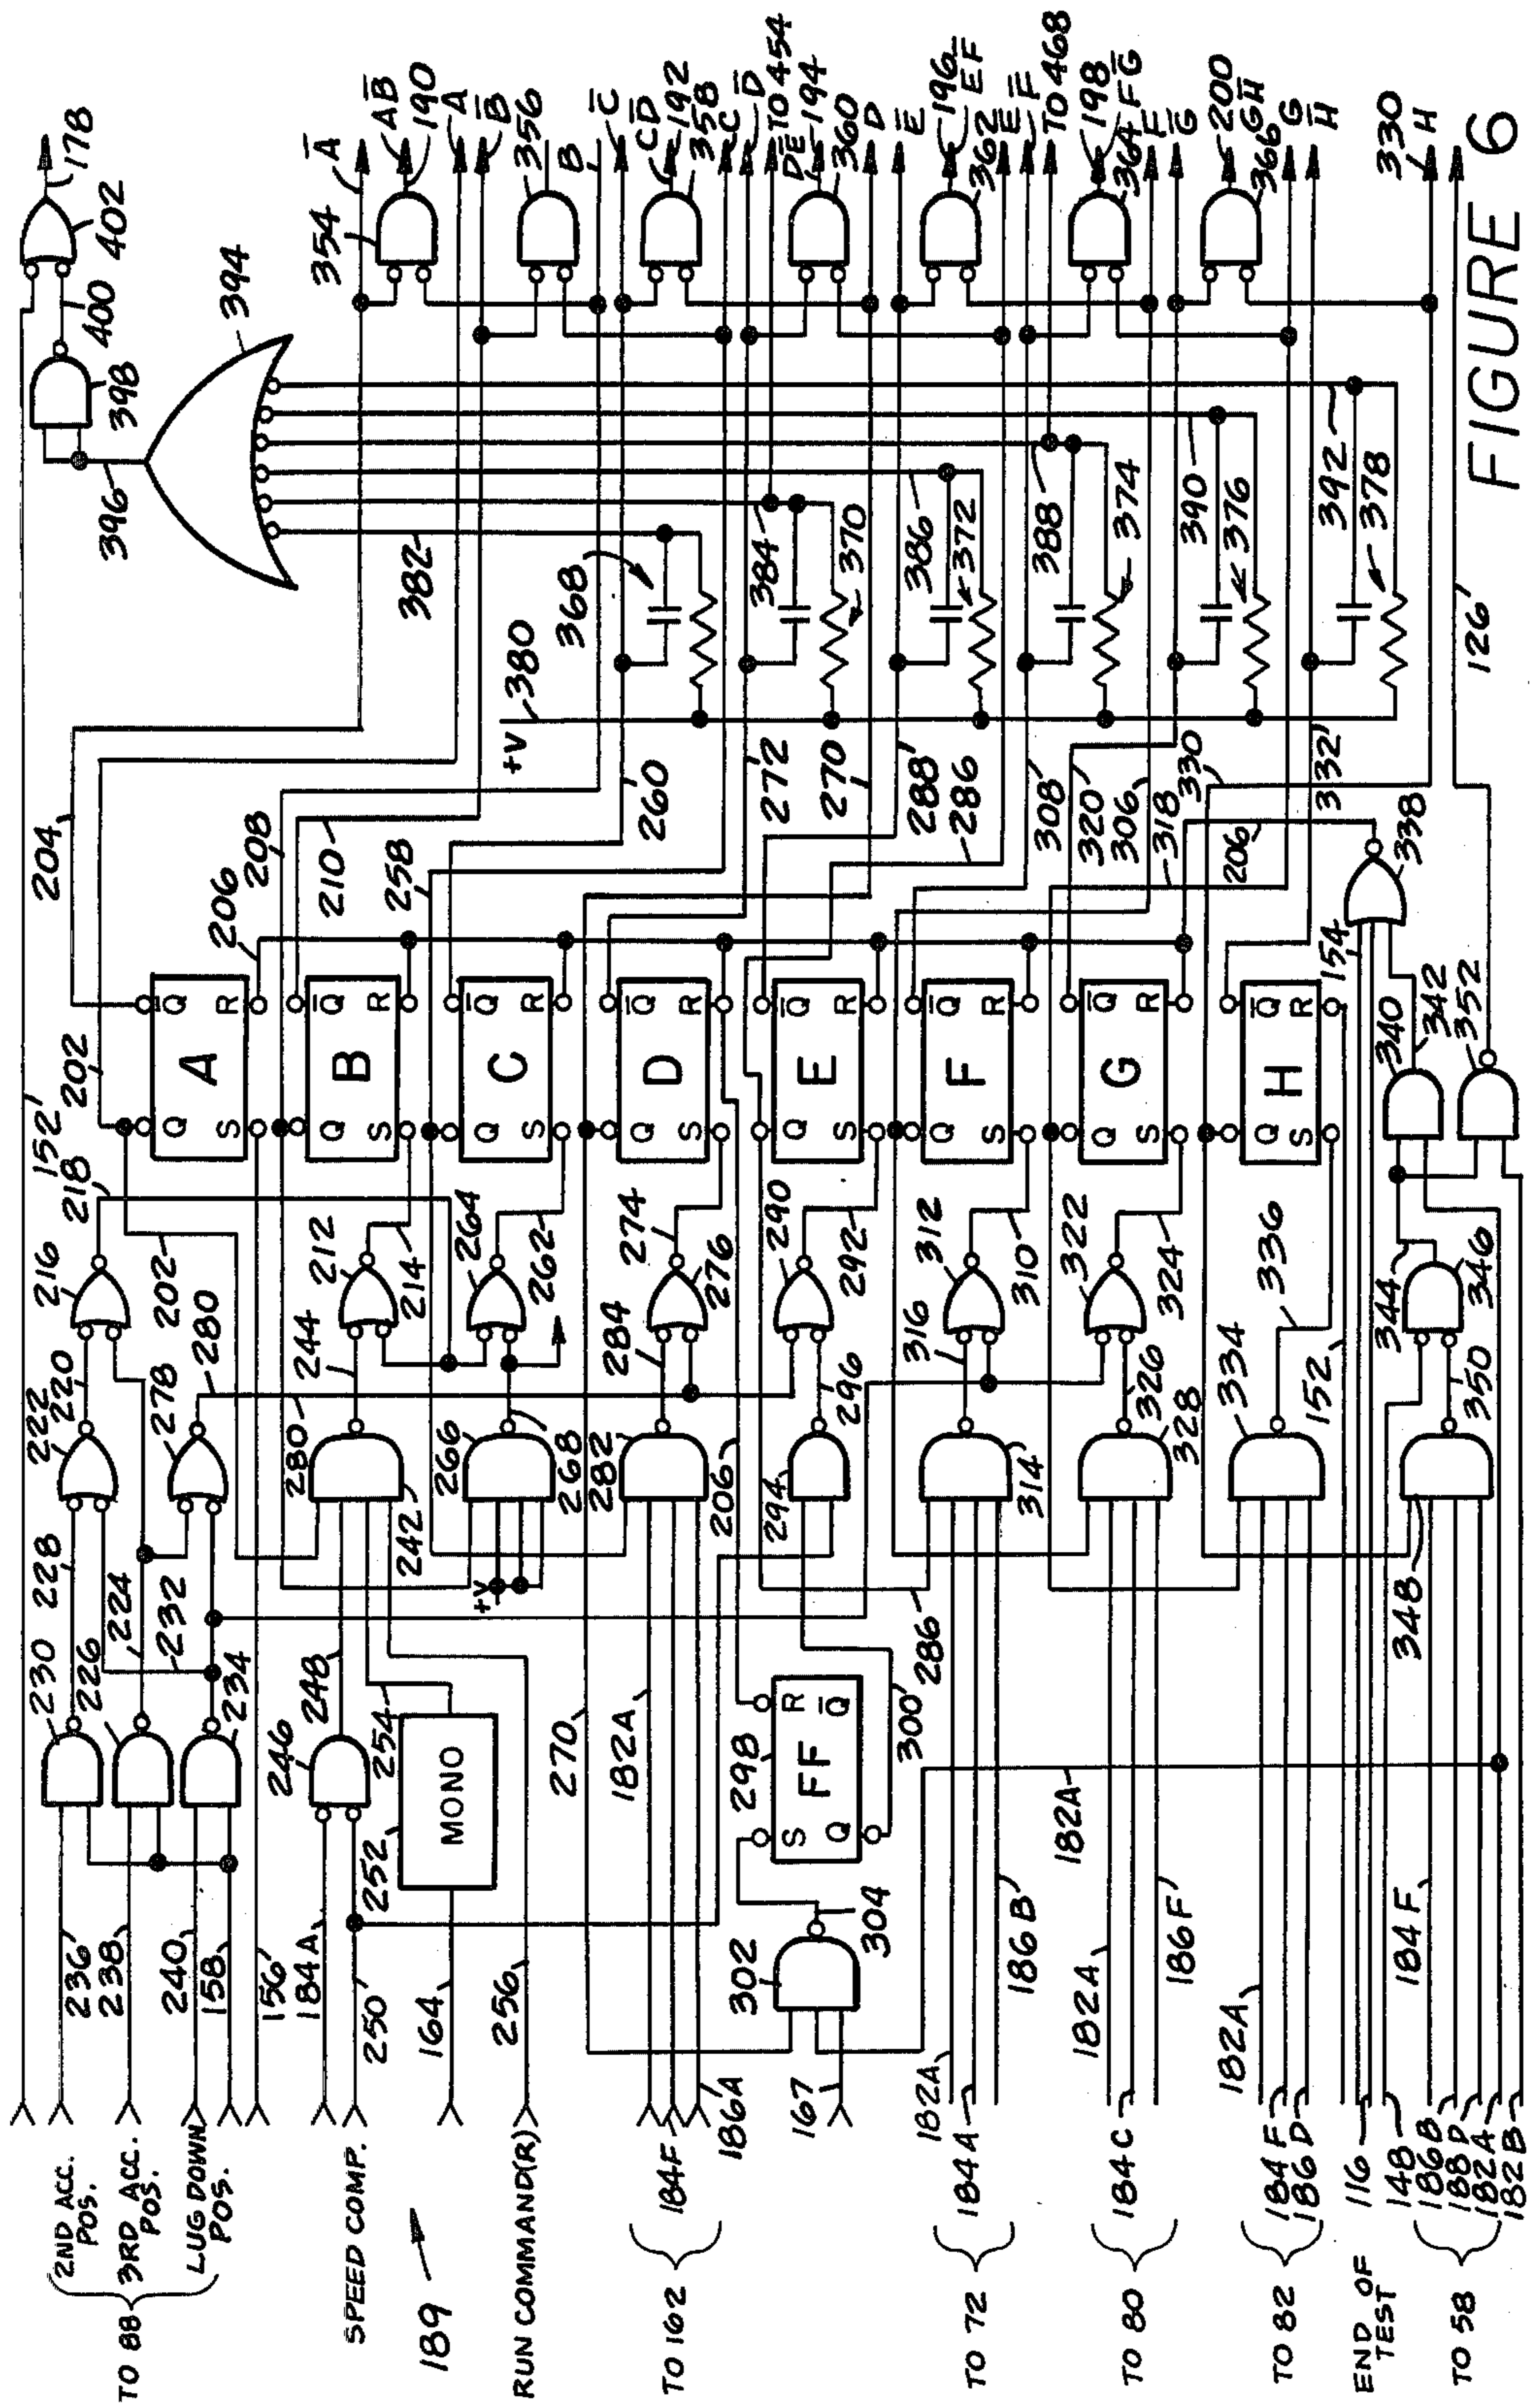 178
402
400
398
394
396
A̅
354
AB̅
190
A
B̅
356
B
C̅
CD̅
192
358
C
D̅
TO 454
DE̅
194
360
D
E̅
196
EF̅
362
E
F̅
TO 468
198
364
FG̅
F
G̅
200
GH̅
366
G
H̅
330
H
FIGURE 6
382
368
384
370
386
372
388
374
390
376
392
378
126'
+V
380
204
206
208
210
258
260
272
270
288'
286
308'
320'
306
318
330
332'
206
338
154
340
342
352
152'
202
A
Q
Q̅
S
R
B
Q
Q̅
S
R
C
Q
Q̅
S
R
D
Q
Q̅
S
R
E
Q
Q̅
S
R
F
Q
Q̅
S
R
G
Q
Q̅
S
R
H
Q
Q̅
S
R
218
216
202
212
214
264
262
274
276
290
292
312
310
322
324
336
344
346
220
222
278
280
244
280
242
266
268
284
282
206
294
296
316
314
326
328
334
152
350
348
228
230
224
226
232
234
246
248
254
252
MONO
270
182A
298
FF
S
R
Q
Q̅
300'
286
302
304
182A
236'
238
240
158
156'
184A
250
164
256
167
186A
182A
186B'
182A
186F'
182A
184F
2ND ACC. POS.
3RD ACC. POS.
LUG DOWN POS.
TO 88
SPEED COMP.
189
RUN COMMAND(R)
184F
TO 162
184A
TO 72
184C
TO 80
184F
186D
TO 82
116
END OF TEST
148
186B
188D
182A
182B
TO 58